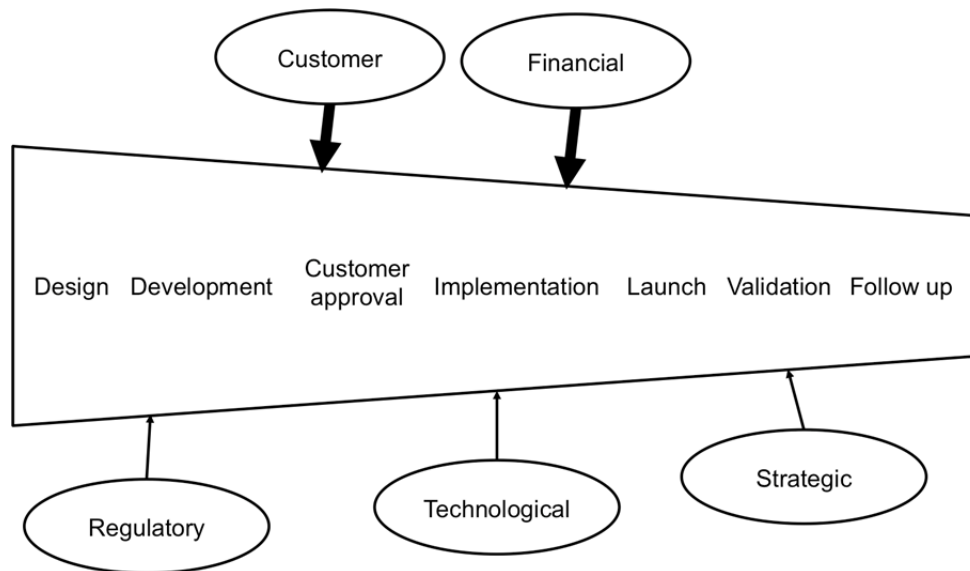 Customer
Financial
Design
Development
Customer
approval
Implementation
Launch
Validation
Follow up
Regulatory
Technological
Strategic